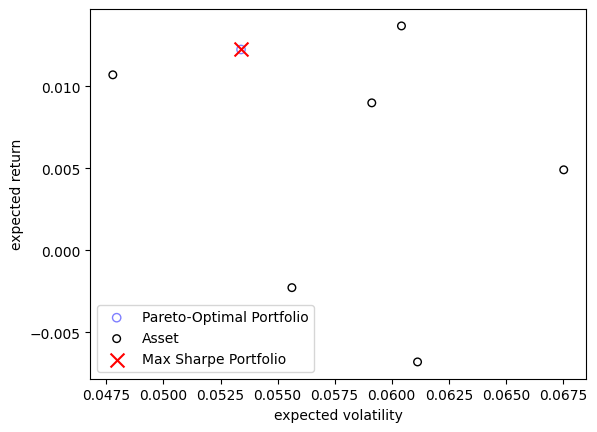 expected return
0.010
0.005
0.000
−0.005
Pareto-Optimal Portfolio
Asset
Max Sharpe Portfolio
0.0475 0.0500 0.0525 0.0550 0.0575 0.0600 0.0625 0.0650 0.0675
expected volatility